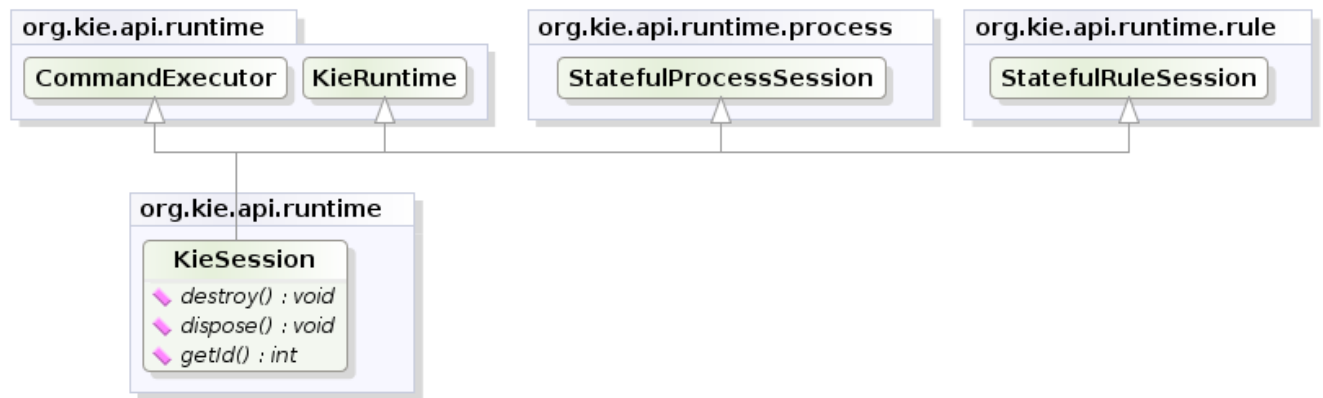 org.kie.api.runtime
CommandExecutor
KieRuntime
org.kie.api.runtime.process
StatefulProcessSession
org.kie.api.runtime.rule
StatefulRuleSession
org.kie.api.runtime
KieSession
destroy() : void
dispose() : void
getId() : int